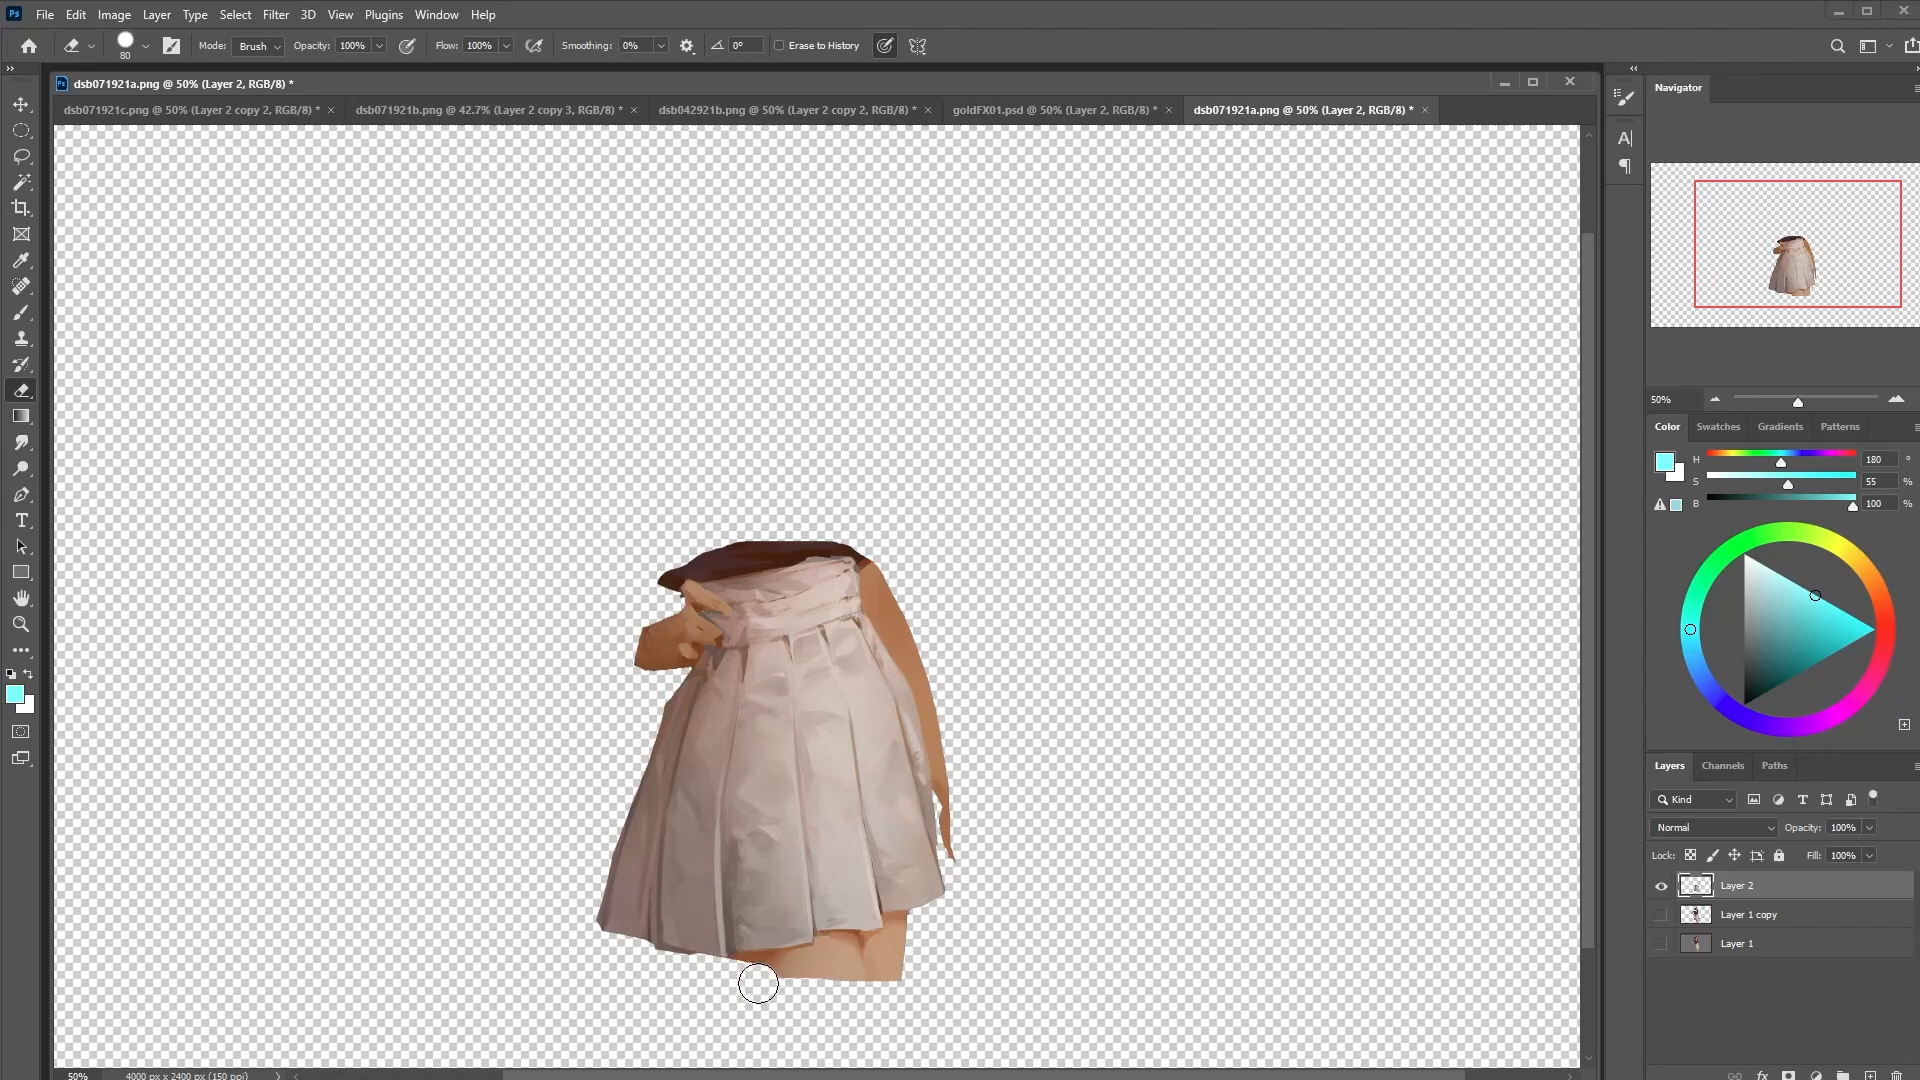 Ps File Edit Image Layer Type Select Filter 3D View Plugins Window Help
80 Mode: Brush Opacity: 100% Flow: 100% Smoothing: 0% 0° Erase to History
Ps dsb071921a.png @ 50% (Layer 2, RGB/8) *
dsb071921c.png @ 50% (Layer 2 copy 2, RGB/8) * dsb071921b.png @ 42.7% (Layer 2 copy 3, RGB/8) * dsb042921b.png @ 50% (Layer 2 copy 2, RGB/8) * goldFX01.psd @ 50% (Layer 2, RGB/8) * dsb071921a.png @ 50% (Layer 2, RGB/8) *
Navigator
50%
Color Swatches Gradients Patterns
H 180 °
S 55 %
B 100 %
Layers Channels Paths
Kind
Normal Opacity: 100%
Lock: Fill: 100%
Layer 2
Layer 1 copy
Layer 1
50% 4000 px x 2400 px (150 ppi)
fx